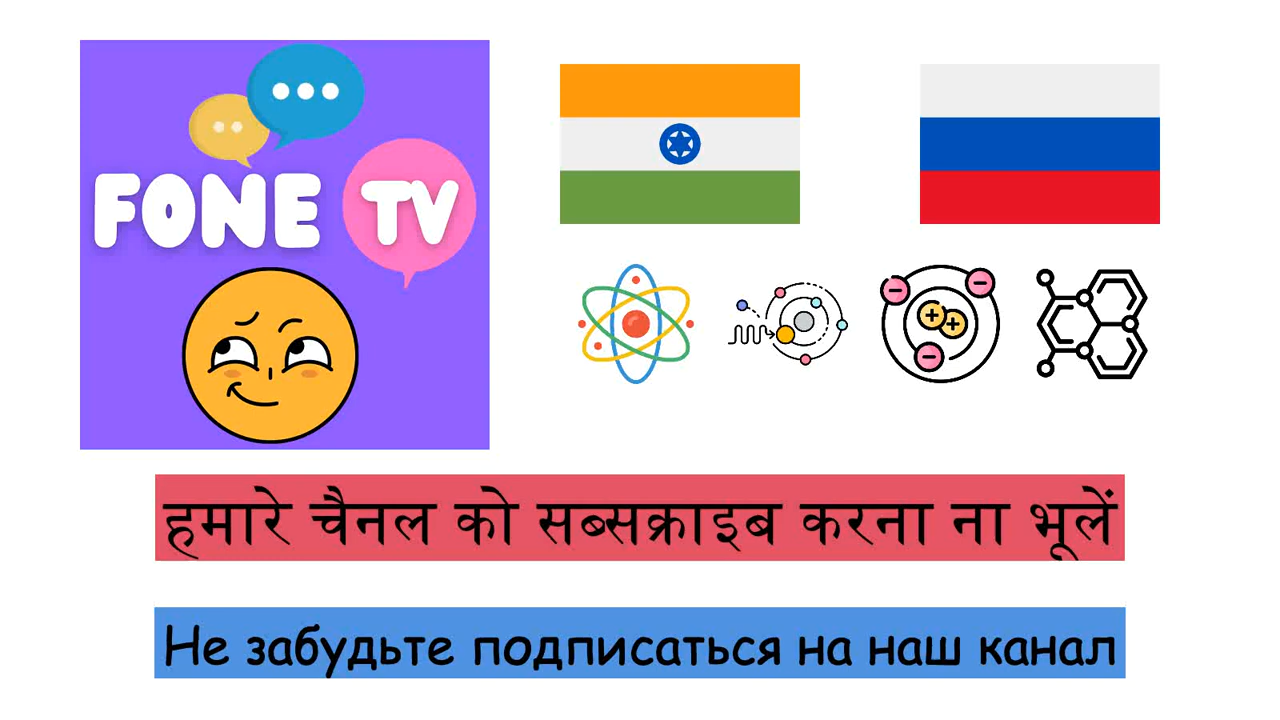 FONE TV
हमारे चैनल को सब्सक्राइब करना ना भूलें
Не забудьте подписаться на наш канал